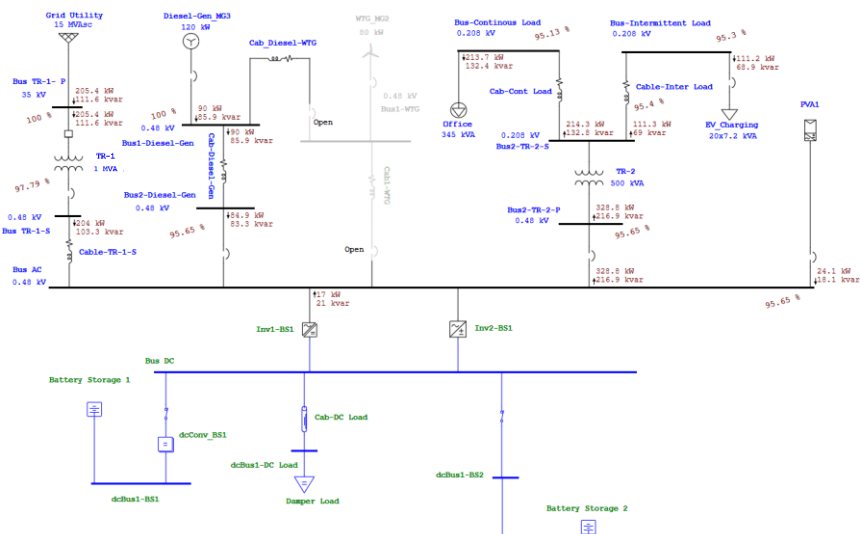 Grid Utility
15 MVAsc
Bus TR-1- P
35 kV
205.4 kW
111.6 kvar
100 %
205.4 kW
111.6 kvar
TR-1
1 MVA
97.79 %
0.48 kV
Bus TR-1-S
204 kW
103.3 kvar
Cable-TR-1-S
Bus AC
0.48 kV
Diesel-Gen_MG3
120 kW
Cab_Diesel-WTG
100 %
0.48 kV
90 kW
85.9 kvar
Bus1-Diesel-Gen
90 kW
85.9 kvar
Cab-Diesel-Gen
Bus2-Diesel-Gen
0.48 kV
84.9 kW
83.3 kvar
95.65 %
WTG_MG2
80 kW
0.48 kV
Bus1-WTG
Open
Cab1-WTG
Open
Bus-Continous Load
0.208 kV
95.13 %
213.7 kW
132.4 kvar
Cab-Cont Load
Office
345 kVA
Bus-Intermittent Load
0.208 kV
95.3 %
111.2 kW
68.9 kvar
Cable-Inter Load
95.4 %
EV_Charging
20x7.2 kVA
214.3 kW
132.8 kvar
111.3 kW
69 kvar
0.208 kV
Bus2-TR-2-S
TR-2
500 kVA
Bus2-TR-2-P
0.48 kV
328.8 kW
216.9 kvar
95.65 %
328.8 kW
216.9 kvar
PVA1
24.1 kW
18.1 kvar
95.65 %
17 kW
21 kvar
Inv1-BS1
Inv2-BS1
Bus DC
Battery Storage 1
dcConv_BS1
dcBus1-BS1
Cab-DC Load
dcBus1-DC Load
Damper Load
dcBus1-BS2
Battery Storage 2